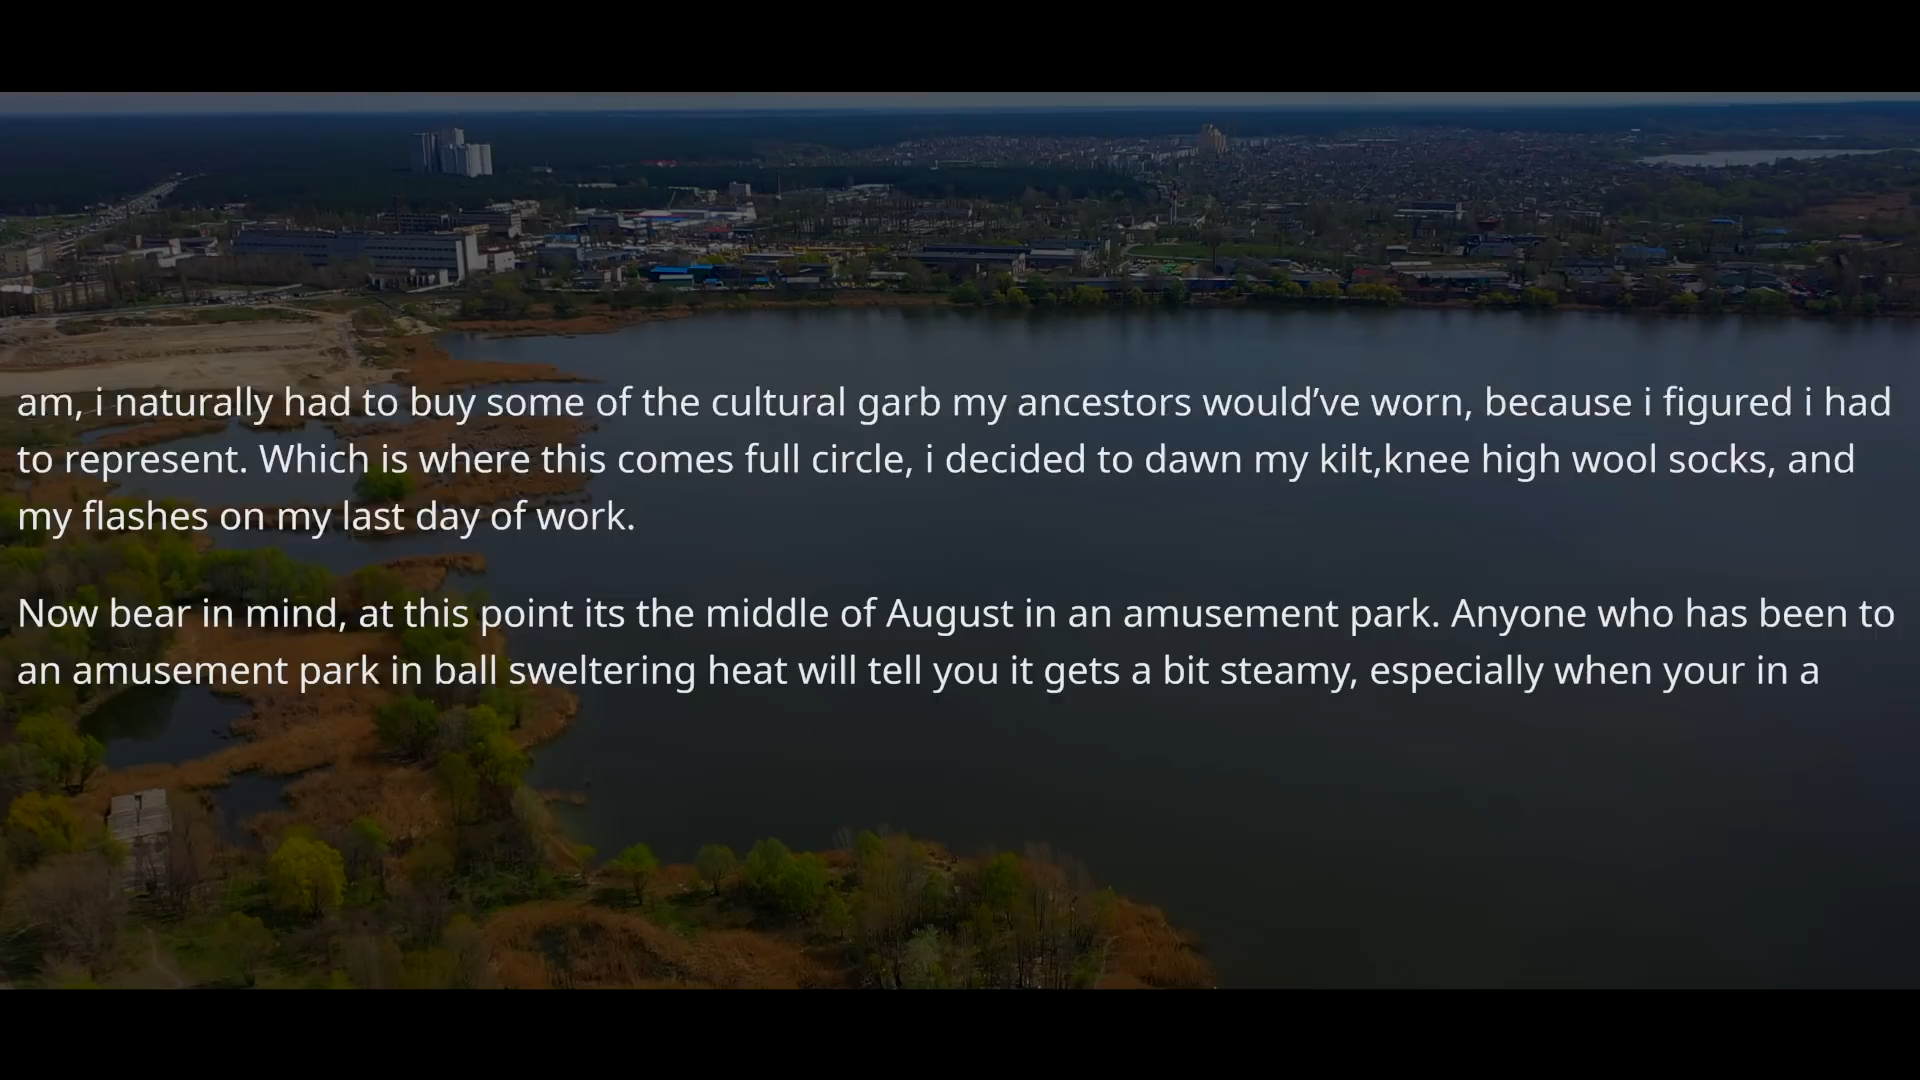 am, i naturally had to buy some of the cultural garb my ancestors would’ve worn, because i figured i had
to represent. Which is where this comes full circle, i decided to dawn my kilt,knee high wool socks, and
my flashes on my last day of work.
Now bear in mind, at this point its the middle of August in an amusement park. Anyone who has been to
an amusement park in ball sweltering heat will tell you it gets a bit steamy, especially when your in a